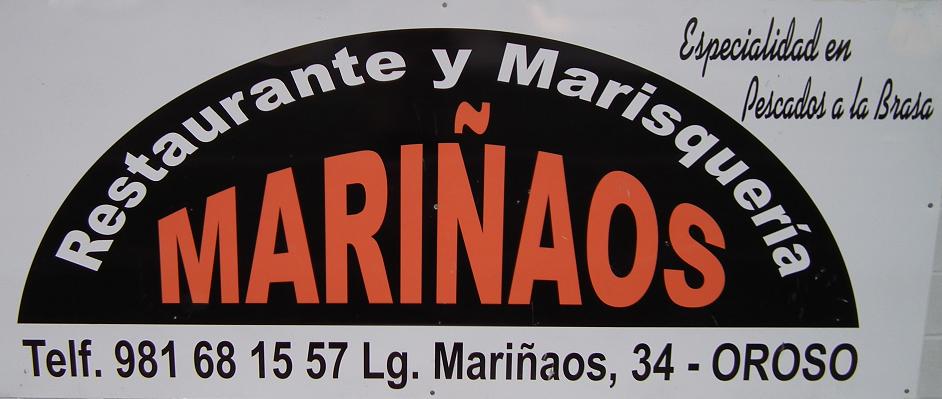 Especialidad en
Pescados a la Brasa
Restaurante y Marisquería
MARIÑAOS
Telf. 981 68 15 57 Lg. Mariñaos, 34 - OROSO